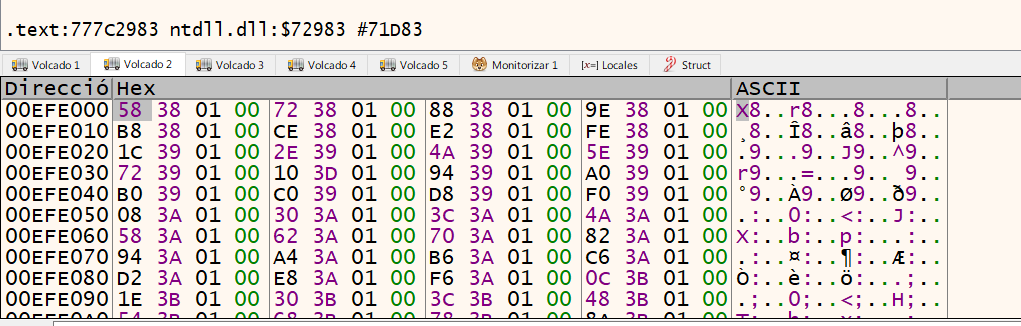 .text:777C2983 ntdll.dll:$72983 #71D83
Volcado 1 Volcado 2 Volcado 3 Volcado 4 Volcado 5 Monitorizar 1 [x=] Locales Struct
Direcció Hex ASCII
00EFE000 58 38 01 00 72 38 01 00 88 38 01 00 9E 38 01 00 X8..r8...8...8..
00EFE010 B8 38 01 00 CE 38 01 00 E2 38 01 00 FE 38 01 00 ¸8..Î8..â8..þ8..
00EFE020 1C 39 01 00 2E 39 01 00 4A 39 01 00 5E 39 01 00 .9...9..J9..^9..
00EFE030 72 39 01 00 10 3D 01 00 94 39 01 00 A0 39 01 00 r9...=...9.. 9..
00EFE040 B0 39 01 00 C0 39 01 00 D8 39 01 00 F0 39 01 00 °9..À9..Ø9..ð9..
00EFE050 08 3A 01 00 30 3A 01 00 3C 3A 01 00 4A 3A 01 00 .:..0:..<:..J:..
00EFE060 58 3A 01 00 62 3A 01 00 70 3A 01 00 82 3A 01 00 X:..b:..p:...:..
00EFE070 94 3A 01 00 A4 3A 01 00 B6 3A 01 00 C6 3A 01 00 .:..¤:..¶:..Æ:..
00EFE080 D2 3A 01 00 E8 3A 01 00 F6 3A 01 00 0C 3B 01 00 Ò:..è:..ö:...;..
00EFE090 1E 3B 01 00 30 3B 01 00 3C 3B 01 00 48 3B 01 00 .;..0;..<;..H;..